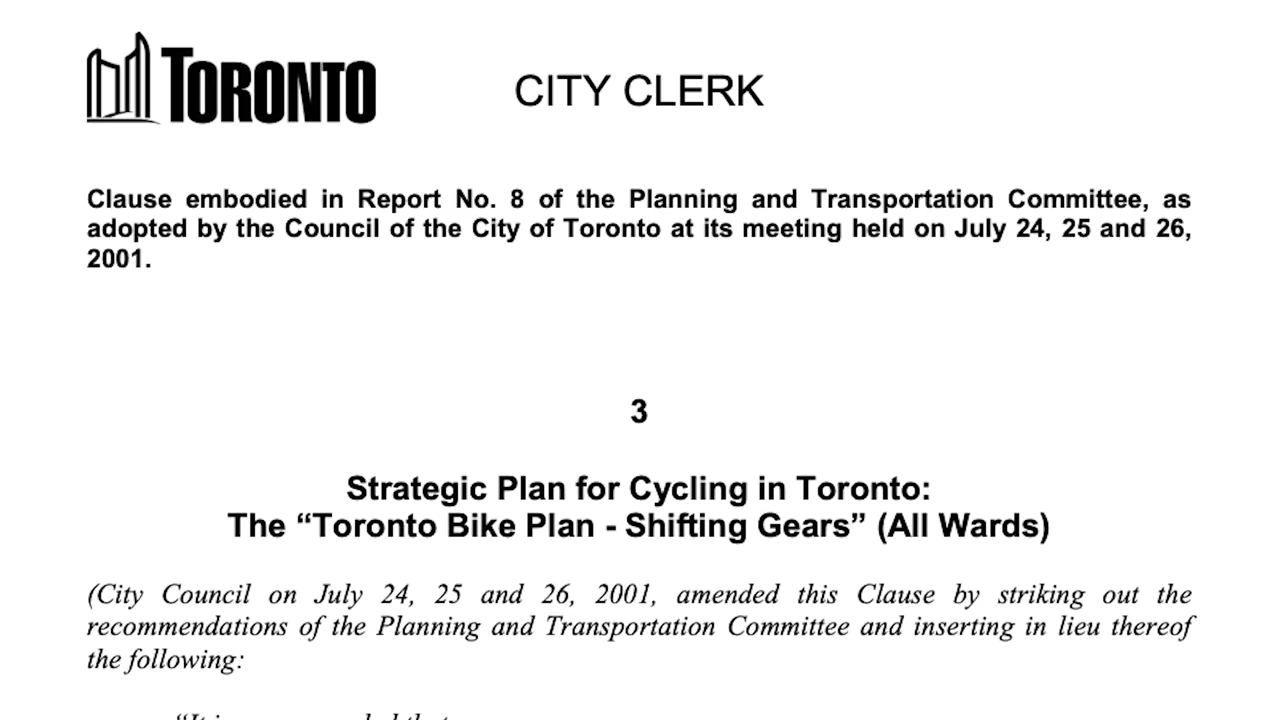 TORONTO CITY CLERK
Clause embodied in Report No. 8 of the Planning and Transportation Committee, as
adopted by the Council of the City of Toronto at its meeting held on July 24, 25 and 26,
2001.
3
Strategic Plan for Cycling in Toronto:
The “Toronto Bike Plan - Shifting Gears” (All Wards)
(City Council on July 24, 25 and 26, 2001, amended this Clause by striking out the
recommendations of the Planning and Transportation Committee and inserting in lieu thereof
the following: